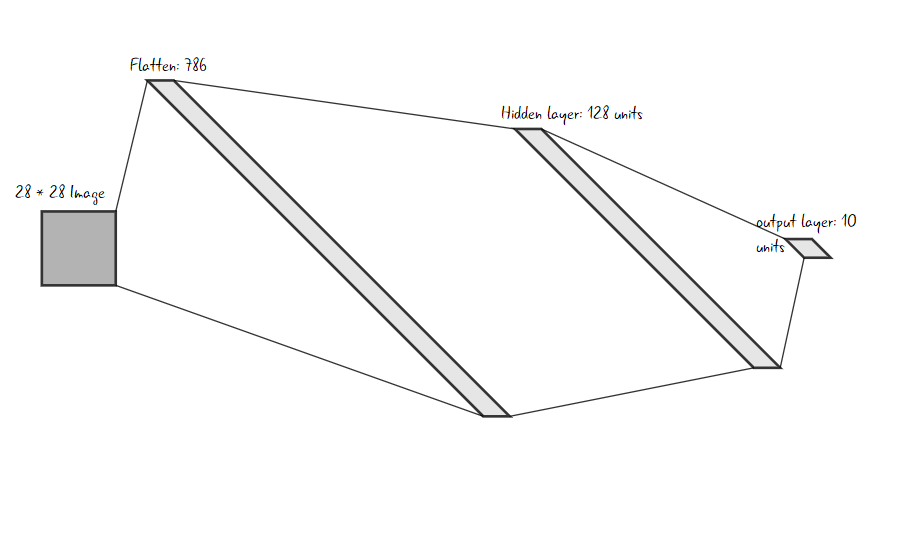 Flatten: 786
Hidden layer: 128 units
28 * 28 Image
output layer: 10
units